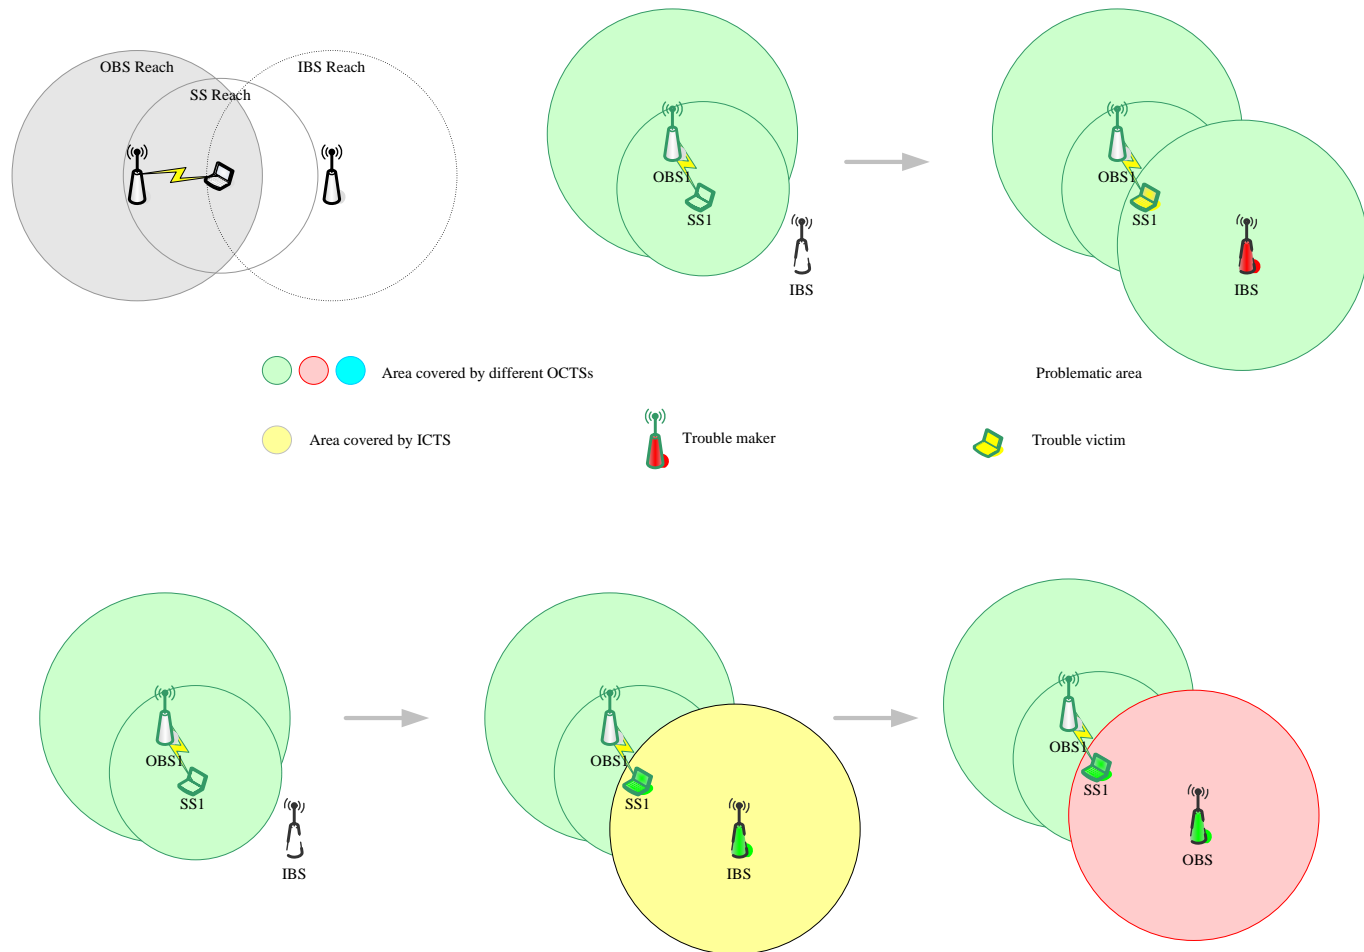 OBS Reach
IBS Reach
SS Reach
OBS1
SS1
IBS
OBS1
SS1
IBS
Area covered by different OCTSs
Problematic area
Area covered by ICTS
Trouble maker
Trouble victim
OBS1
SS1
IBS
OBS1
SS1
IBS
OBS1
SS1
OBS